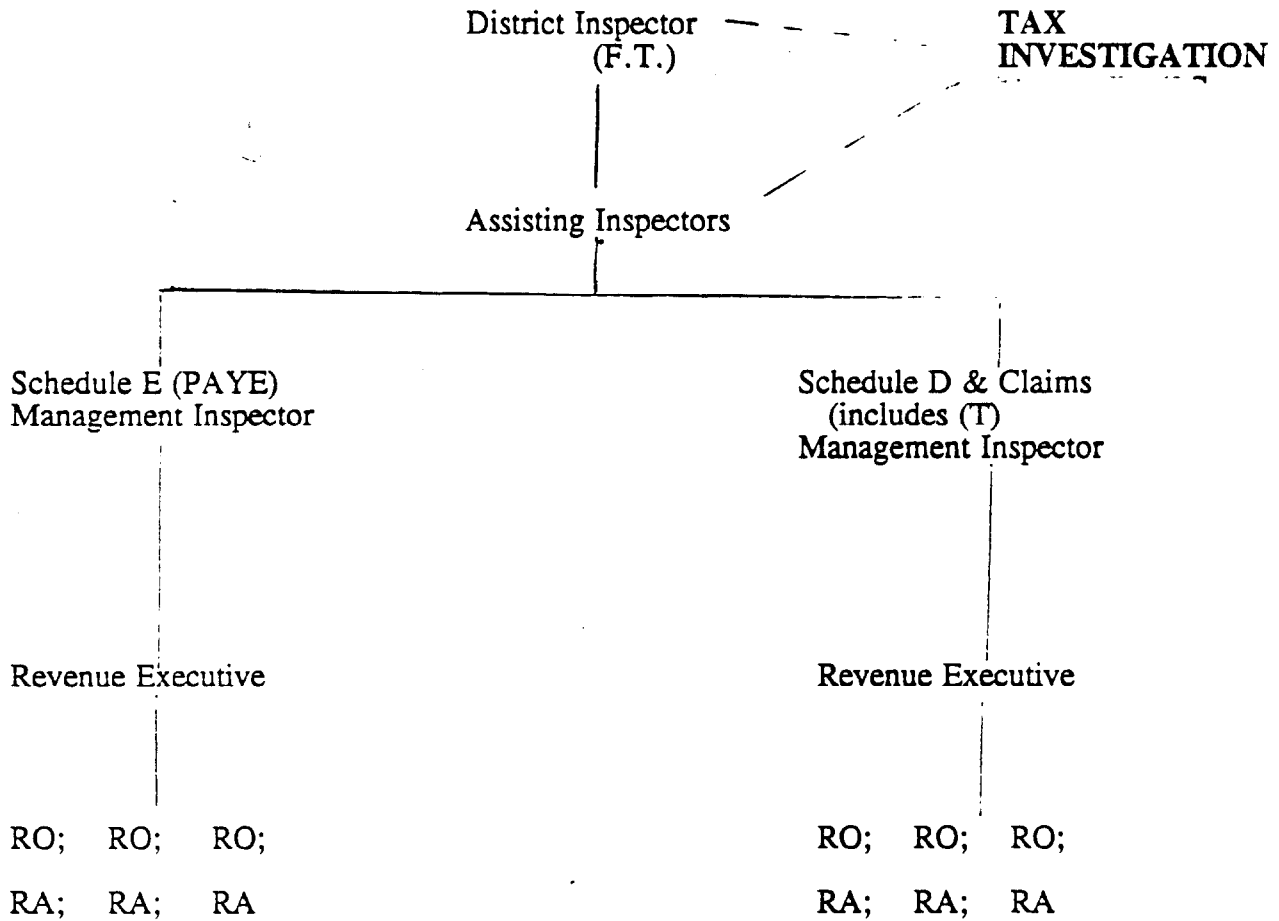 District Inspector
(F.T.)
TAX
INVESTIGATION
Assisting Inspectors
Schedule E (PAYE)
Management Inspector
Schedule D & Claims
(includes (T)
Management Inspector
Revenue Executive
Revenue Executive
RO; RO; RO;
RA; RA; RA
RO; RO; RO;
RA; RA; RA